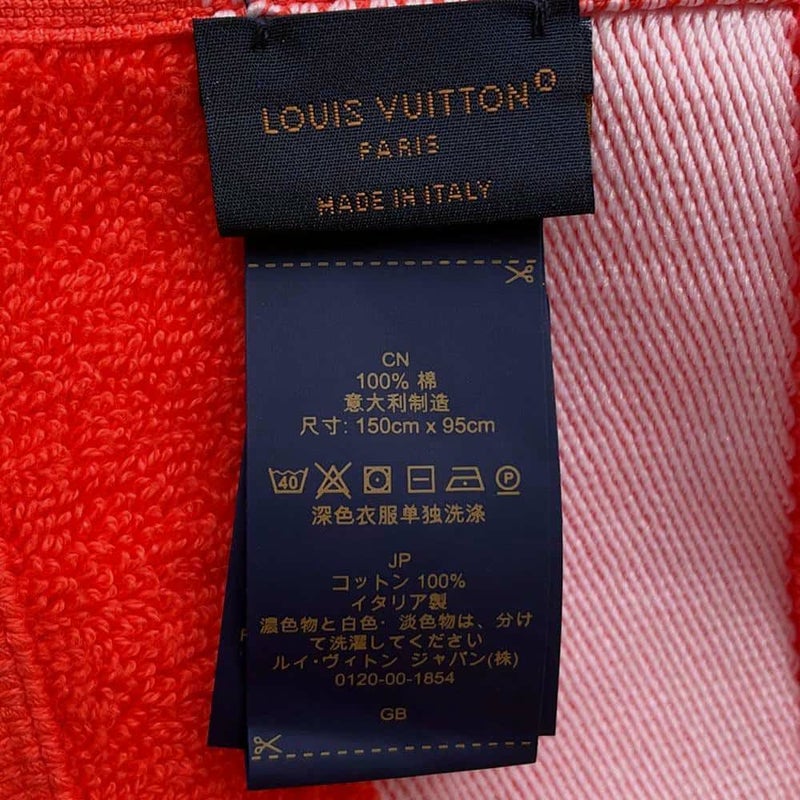 LOUIS VUITTON®
PARIS
MADE IN ITALY
CN
100% 棉
意大利制造
尺寸: 150cm x 95cm
40 P
深色衣服单独洗涤
JP
コットン 100%
イタリア製
濃色物と白色・淡色物は、分け
て洗濯してください
ルイ・ヴィトン ジャパン(株)
0120-00-1854
GB